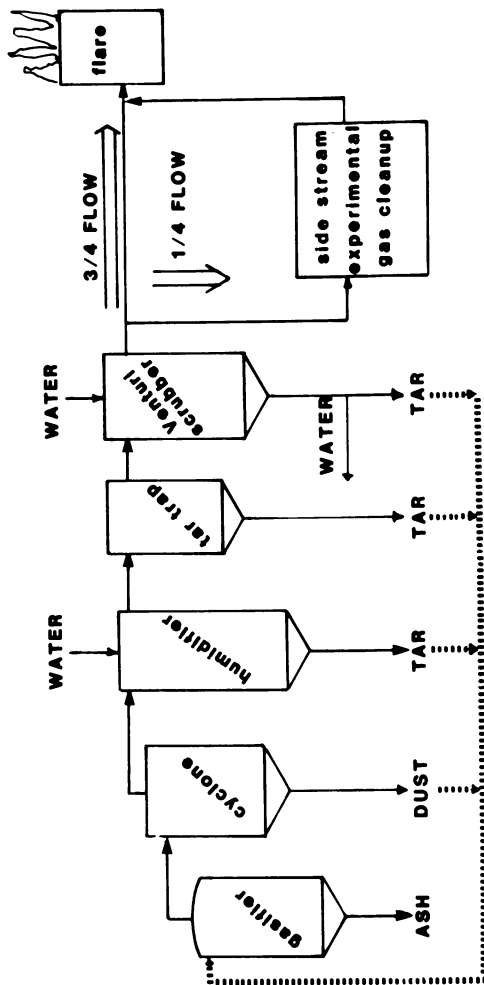 flare
3/4 FLOW
1/4 FLOW
side stream
experimental
gas cleanup
WATER
Venturi
scrubber
WATER
TAR
tar trap
TAR
WATER
humidifier
TAR
cyclone
DUST
gasifier
ASH